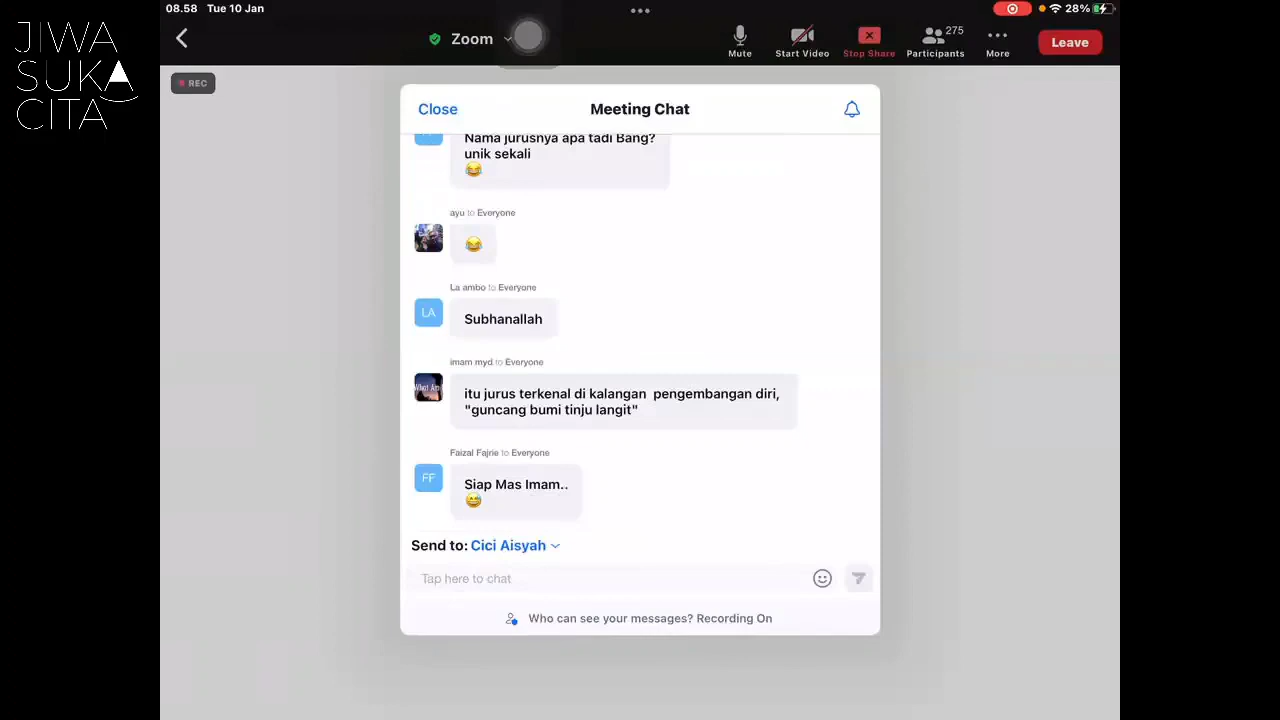 JIWA
SUKA
CITA
08.58 Tue 10 Jan
28%
Zoom
Mute
Start Video
Stop Share
275
Participants
More
Leave
REC
Close
Meeting Chat
Nama jurusnya apa tadi Bang?
unik sekali
😂
ayu to Everyone
😂
La ambo to Everyone
LA
Subhanallah
imam myd to Everyone
What Am
itu jurus terkenal di kalangan  pengembangan diri,
"guncang bumi tinju langit"
Faizal Fajrie to Everyone
FF
Siap Mas Imam..
😅
Send to: Cici Aisyah
Tap here to chat
Who can see your messages? Recording On